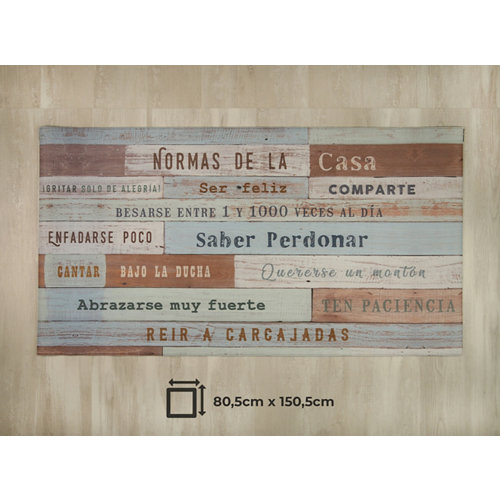 NORMAS DE LA Casa
¡GRITAR SOLO DE ALEGRIA! Ser feliz COMPARTE
BESARSE ENTRE 1 Y 1000 VECES AL DÍA
ENFADARSE POCO Saber Perdonar
CANTAR BAJO LA DUCHA Quererse un montón
Abrazarse muy fuerte TEN PACIENCIA
REIR A CARCAJADAS
80,5cm x 150,5cm